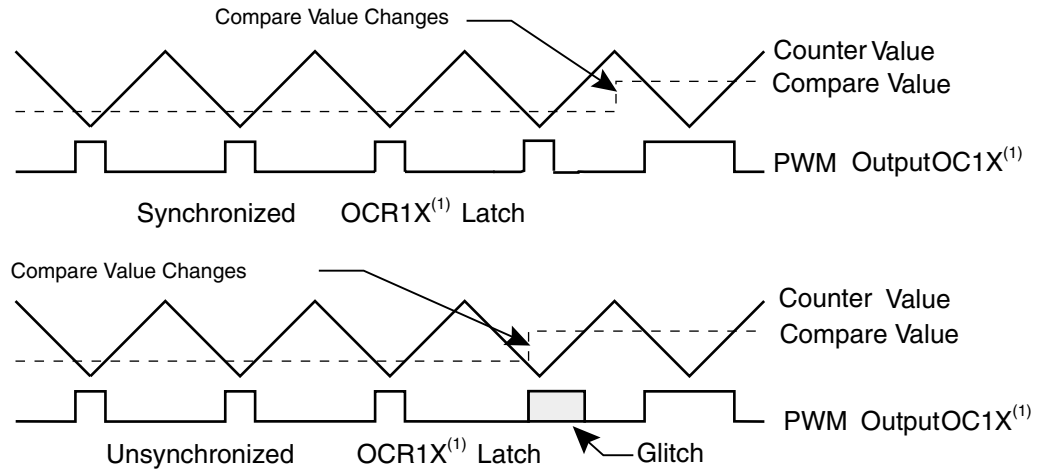 Compare Value Changes
Counter Value
Compare Value
PWM OutputOC1X(1)
Synchronized OCR1X(1) Latch
Compare Value Changes
Counter Value
Compare Value
PWM OutputOC1X(1)
Unsynchronized OCR1X(1) Latch
Glitch